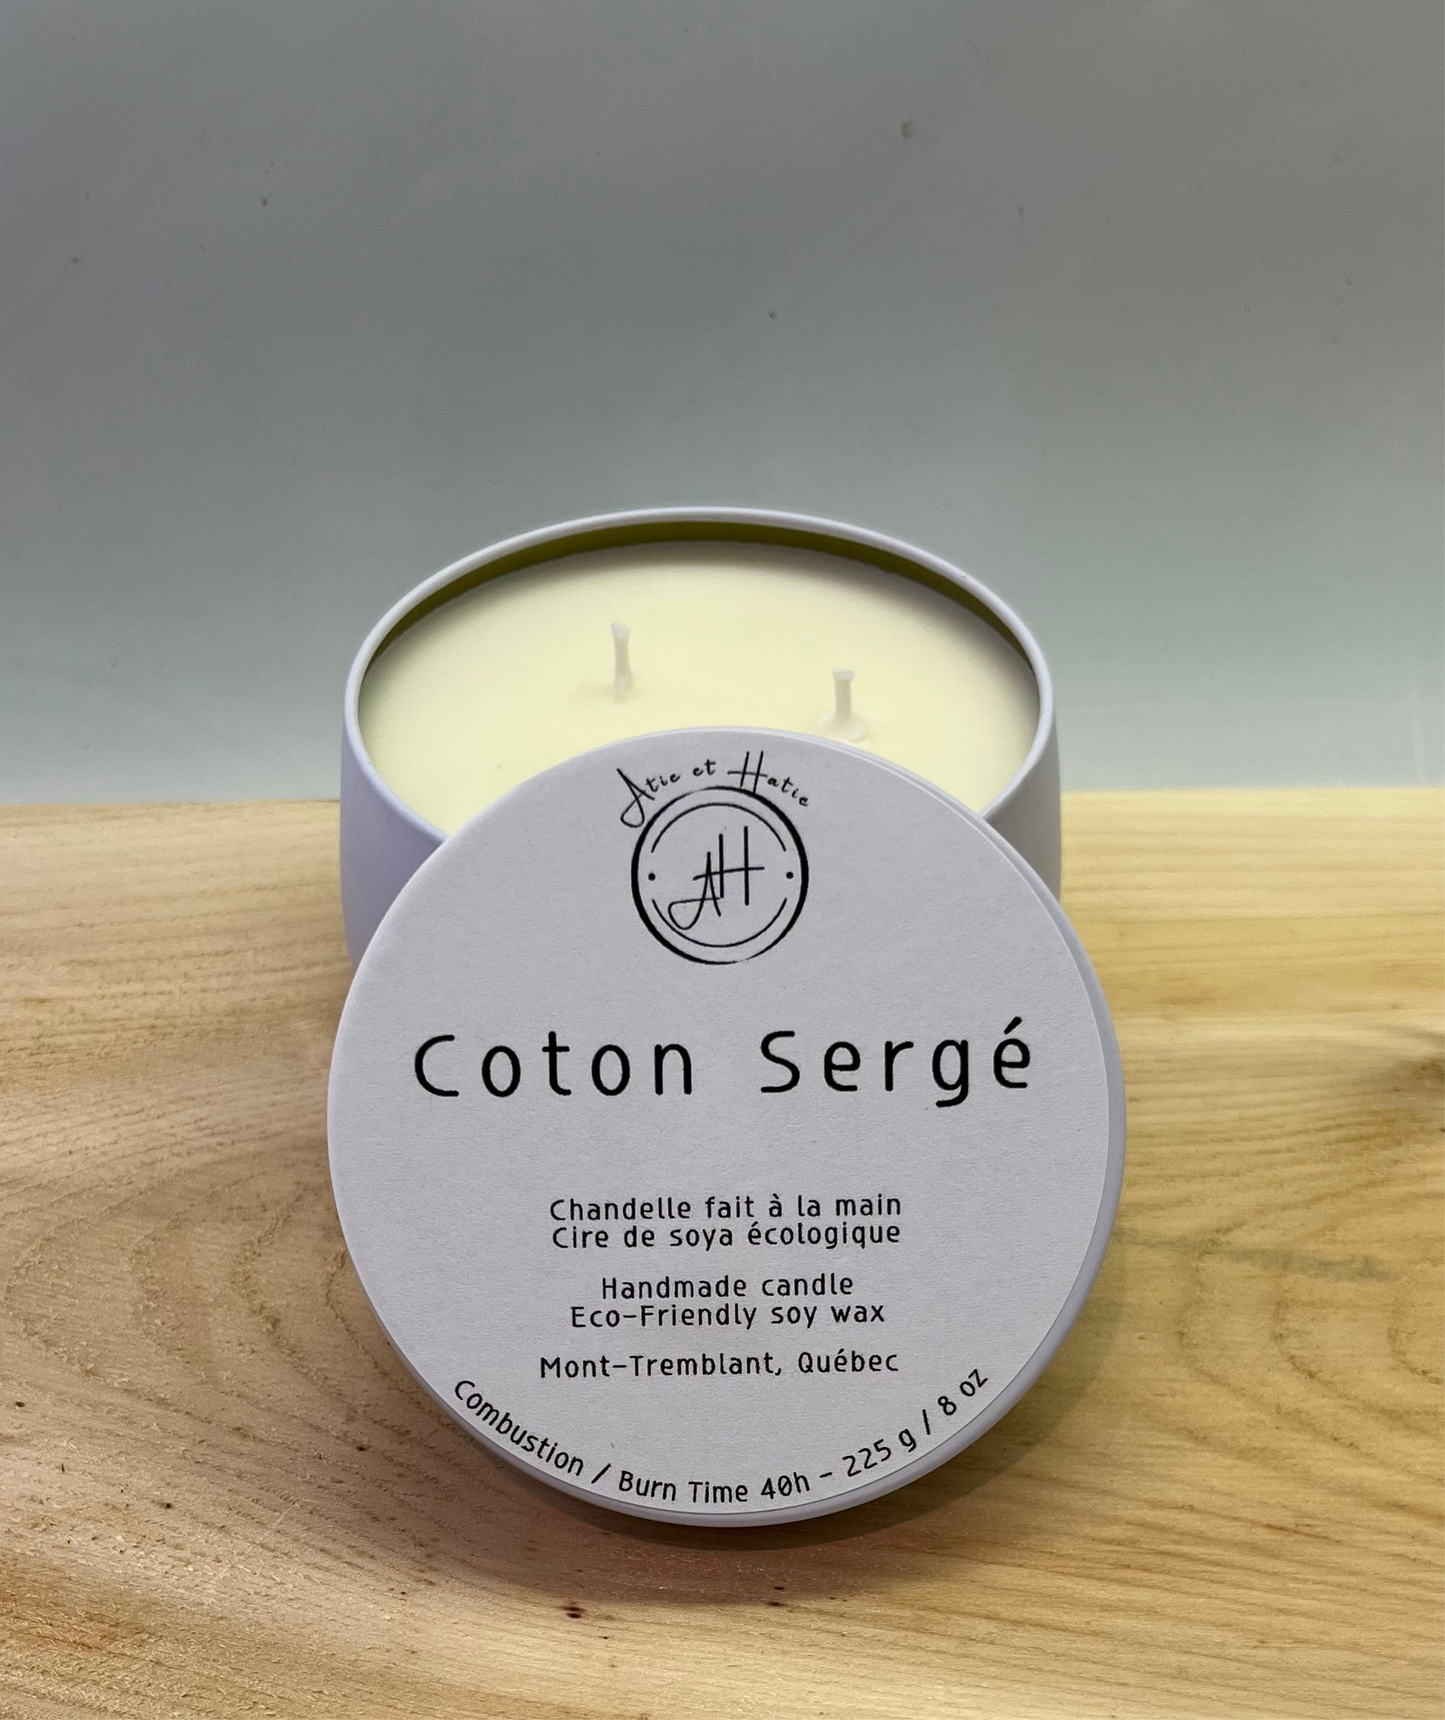 Atie et Hatie
AH
Coton Sergé
Chandelle fait à la main
Cire de soya écologique
Handmade candle
Eco-Friendly soy wax
Mont-Tremblant, Québec
Combustion / Burn Time 40h - 225 g / 8 oz